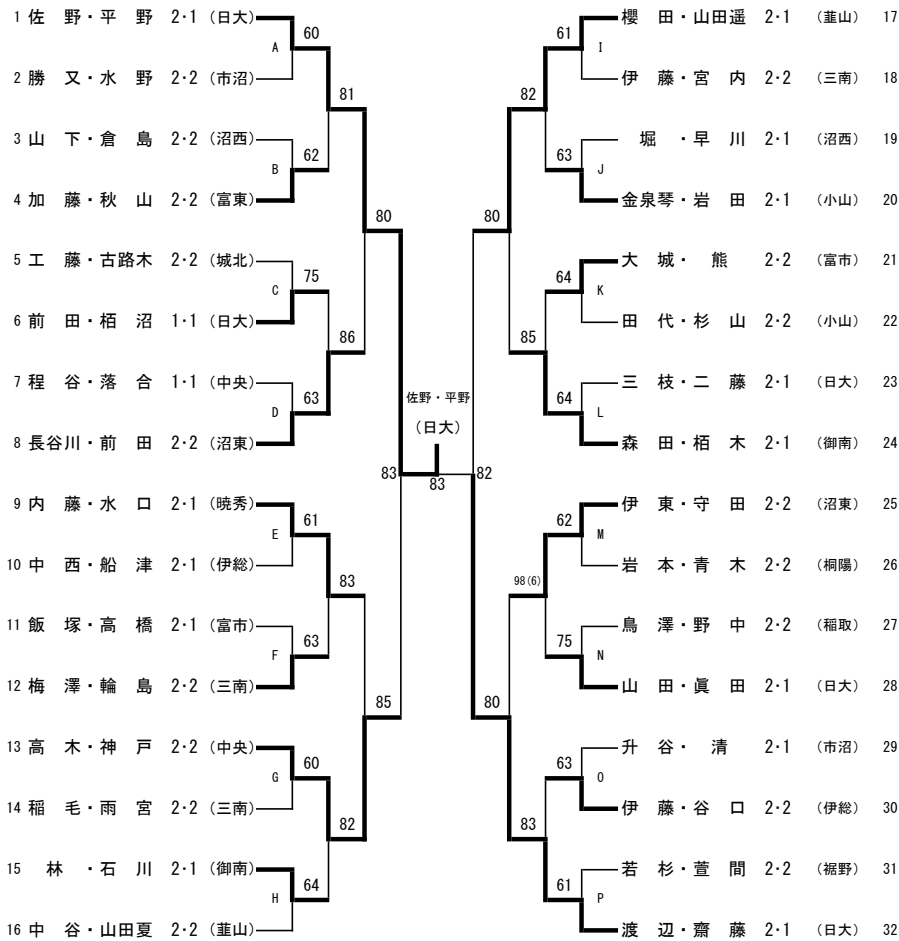 1 佐 野・平 野 2・1 (日大)
A 60
2 勝 又・水 野 2・2 (市沼)
81
3 山 下・倉 島 2・2 (沼西)
B 62
4 加 藤・秋 山 2・2 (富東)
80
5 工 藤・古路木 2・2 (城北)
C 75
6 前 田・栢 沼 1・1 (日大)
86
7 程 谷・落 合 1・1 (中央)
D 63
8 長谷川・前 田 2・2 (沼東)
83
9 内 藤・水 口 2・1 (暁秀)
E 61
10 中 西・船 津 2・1 (伊総)
83
11 飯 塚・高 橋 2・1 (富市)
F 63
12 梅 澤・輪 島 2・2 (三南)
85
13 高 木・神 戸 2・2 (中央)
G 60
14 稲 毛・雨 宮 2・2 (三南)
82
15 林 ・石 川 2・1 (御南)
H 64
16 中 谷・山田夏 2・2 (韮山)
佐野・平野
(日大)
83
櫻 田・山田遥 2・1 (韮山) 17
61 I
伊 藤・宮 内 2・2 (三南) 18
82
堀 ・早 川 2・1 (沼西) 19
63 J
金泉琴・岩 田 2・1 (小山) 20
80
大 城・ 熊 2・2 (富市) 21
64 K
田 代・杉 山 2・2 (小山) 22
85
三 枝・二 藤 2・1 (日大) 23
64 L
森 田・栢 木 2・1 (御南) 24
82
伊 東・守 田 2・2 (沼東) 25
62 M
岩 本・青 木 2・2 (桐陽) 26
98(6)
鳥 澤・野 中 2・2 (稲取) 27
75 N
山 田・眞 田 2・1 (日大) 28
80
升 谷・ 清 2・1 (市沼) 29
63 O
伊 藤・谷 口 2・2 (伊総) 30
83
若 杉・萱 間 2・2 (裾野) 31
61 P
渡 辺・齋 藤 2・1 (日大) 32